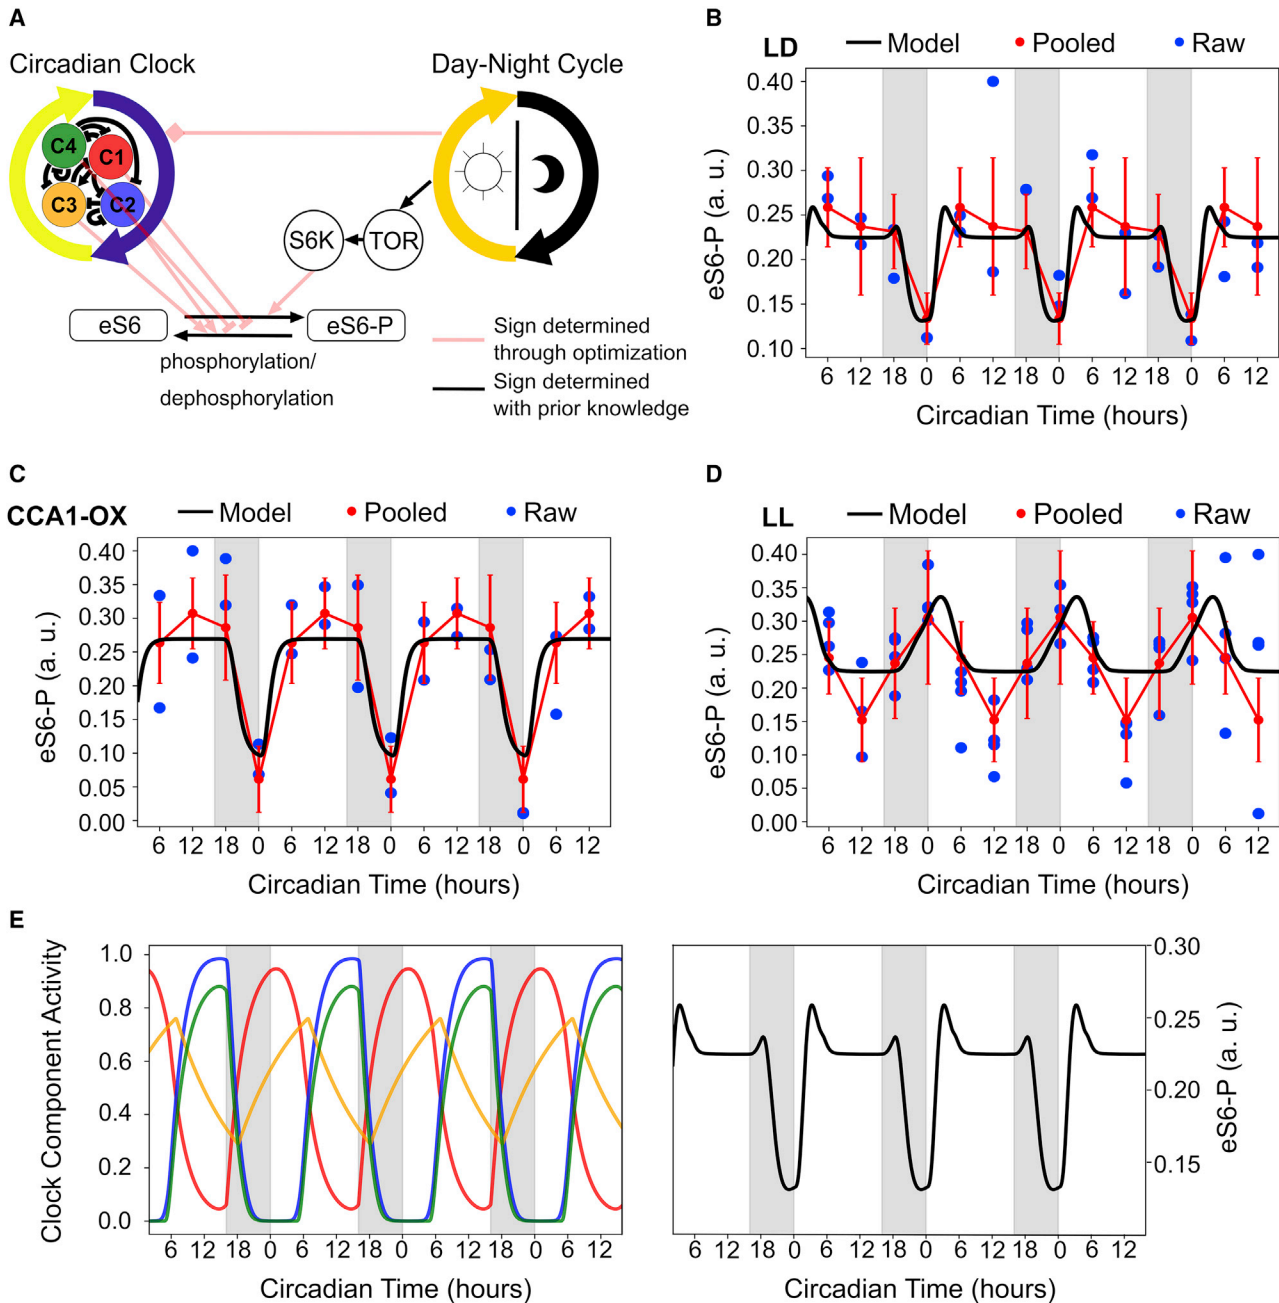 A
Circadian Clock
Day-Night Cycle
C4
C1
C3
C2
S6K
TOR
eS6
eS6-P
phosphorylation/
dephosphorylation
Sign determined
through optimization
Sign determined
with prior knowledge
B
LD
Model
Pooled
Raw
eS6-P (a. u.)
0.40
0.35
0.30
0.25
0.20
0.15
0.10
6 12 18 0 6 12 18 0 6 12 18 0 6 12
Circadian Time (hours)
C
CCA1-OX
Model
Pooled
Raw
eS6-P (a. u.)
0.40
0.35
0.30
0.25
0.20
0.15
0.10
0.05
0.00
6 12 18 0 6 12 18 0 6 12 18 0 6 12
Circadian Time (hours)
D
LL
Model
Pooled
Raw
eS6-P (a. u.)
0.40
0.35
0.30
0.25
0.20
0.15
0.10
0.05
0.00
6 12 18 0 6 12 18 0 6 12 18 0 6 12
Circadian Time (hours)
E
Clock Component Activity
1.0
0.8
0.6
0.4
0.2
0.0
6 12 18 0 6 12 18 0 6 12 18 0 6 12
Circadian Time (hours)
0.30
0.25
0.20
0.15
eS6-P (a. u.)
6 12 18 0 6 12 18 0 6 12 18 0 6 12
Circadian Time (hours)